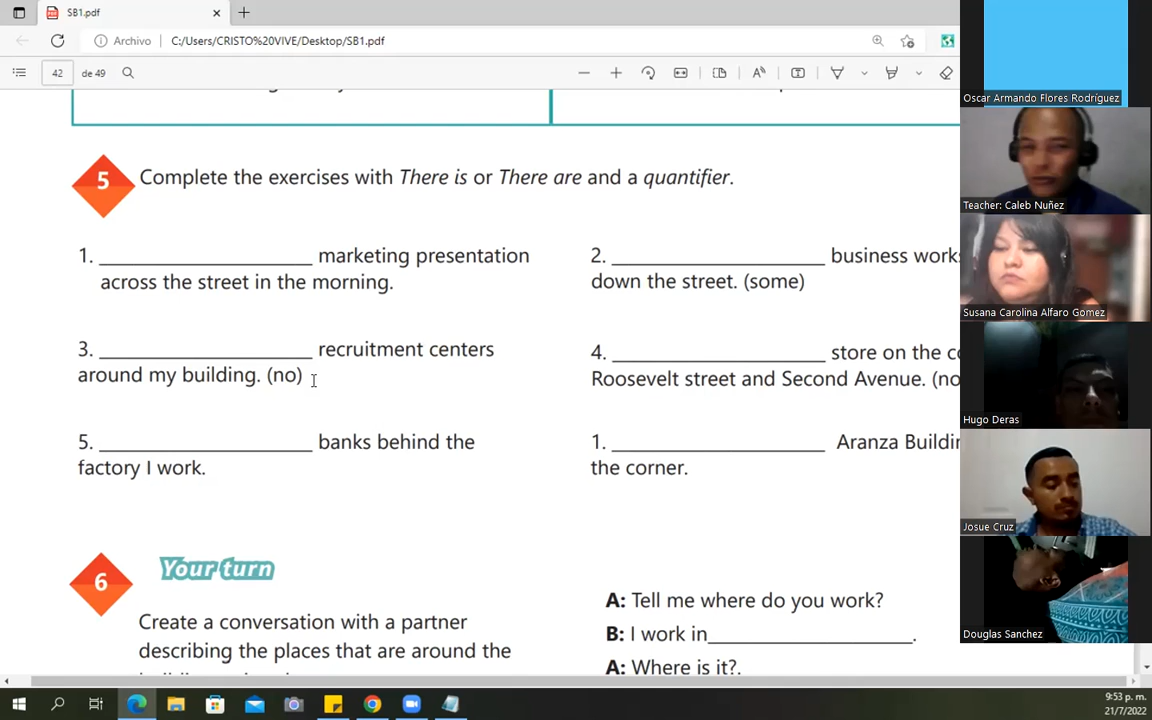 SB1.pdf
Archivo
C:/Users/CRISTO%20VIVE/Desktop/SB1.pdf
42
de 49
5
Complete the exercises with There is or There are and a quantifier.
1. ____________________ marketing presentation
across the street in the morning.
2. ____________________ business works
down the street. (some)
3. ____________________ recruitment centers
around my building. (no)
4. ____________________ store on the co
Roosevelt street and Second Avenue. (no
5. ____________________ banks behind the
factory I work.
1. ____________________ Aranza Buildin
the corner.
6
Your turn
Create a conversation with a partner
describing the places that are around the
A: Tell me where do you work?
B: I work in____________________.
A: Where is it?.
Oscar Armando Flores Rodríguez
Teacher: Caleb Nuñez
Susana Carolina Alfaro Gomez
Hugo Deras
Josue Cruz
Douglas Sanchez
9:53 p. m.
21/7/2022